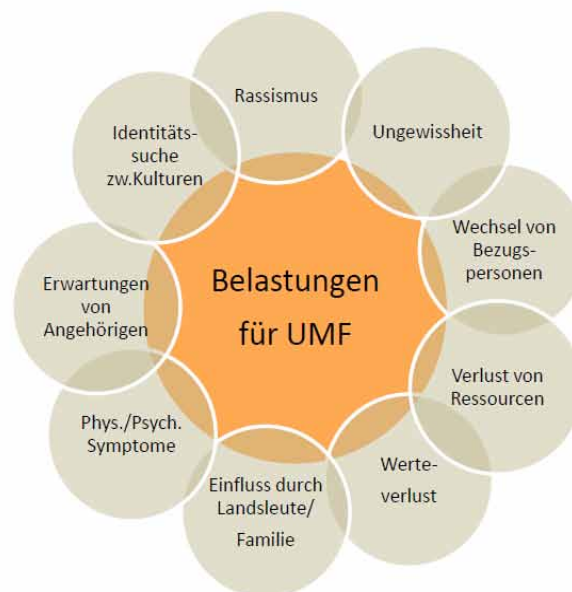 Rassismus
Ungewissheit
Wechsel von
Bezugs-
personen
Verlust von
Ressourcen
Werte-
verlust
Einfluss durch
Landsleute/
Familie
Phys./Psych.
Symptome
Erwartungen
von
Angehörigen
Identitäts-
suche
zw.Kulturen
Belastungen
für UMF